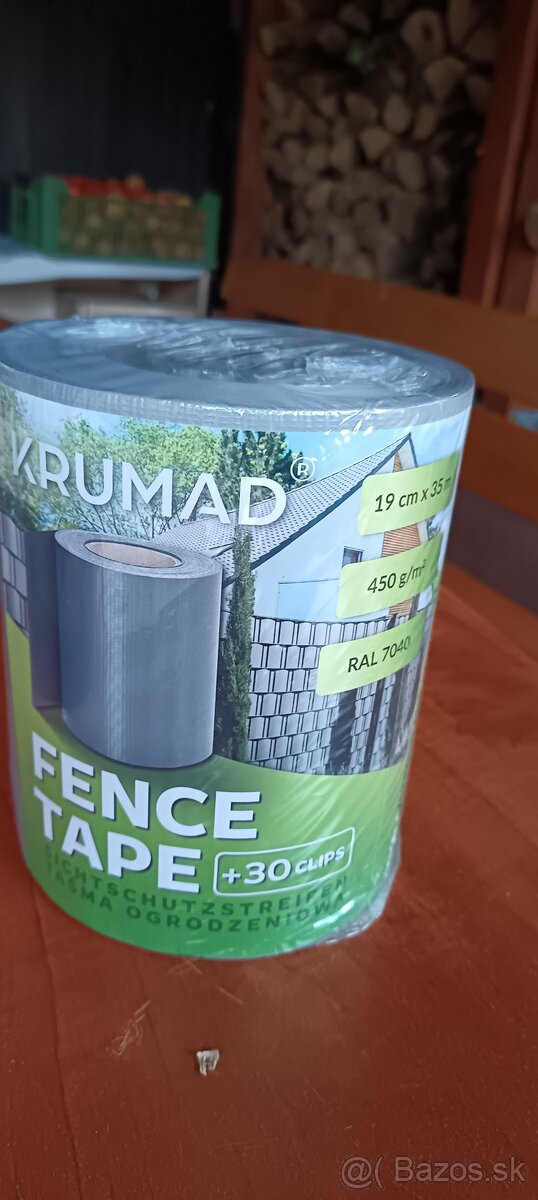 KRUMAD®
19 cm x 35 m
450 g/m²
RAL 7040
FENCE
TAPE +30 CLIPS
SICHTSCHUTZSTREIFEN
TAŚMA OGRODZENIOWA
@( Bazos.sk